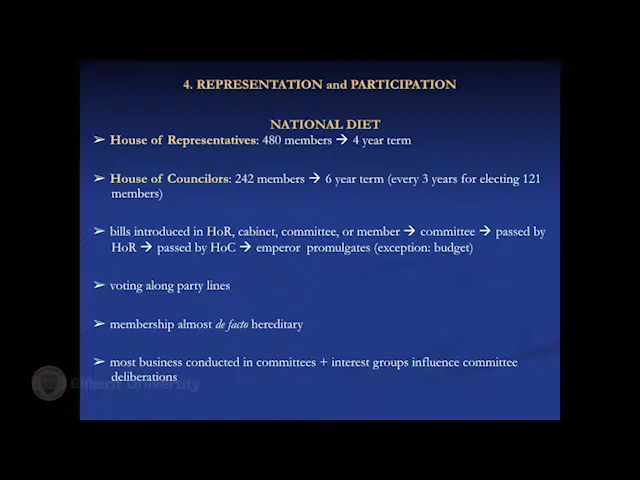 4. REPRESENTATION and PARTICIPATION
NATIONAL DIET
➢ House of Representatives: 480 members → 4 year term
➢ House of Councilors: 242 members → 6 year term (every 3 years for electing 121
members)
➢ bills introduced in HoR, cabinet, committee, or member → committee → passed by
HoR → passed by HoC → emperor promulgates (exception: budget)
➢ voting along party lines
➢ membership almost de facto hereditary
➢ most business conducted in committees + interest groups influence committee
deliberations
Bilkent University